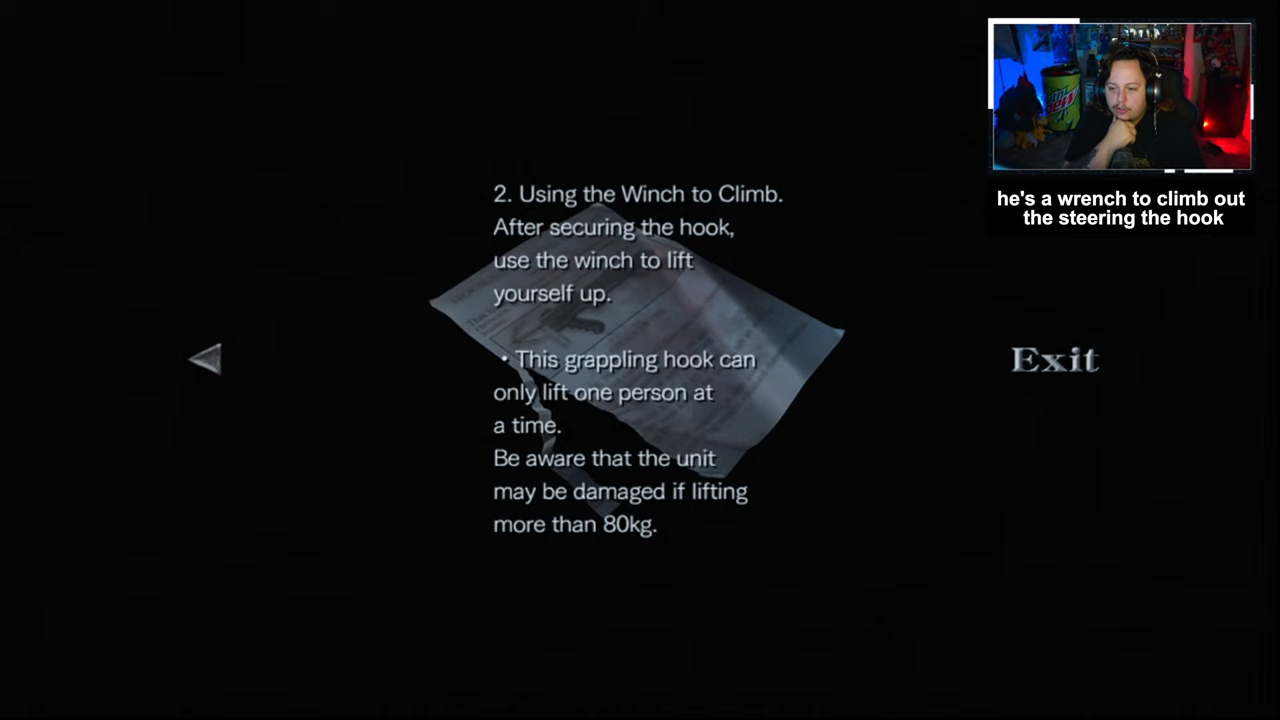 2. Using the Winch to Climb.
After securing the hook,
use the winch to lift
yourself up.
• This grappling hook can
only lift one person at
a time.
Be aware that the unit
may be damaged if lifting
more than 80kg.
Exit
he's a wrench to climb out
the steering the hook